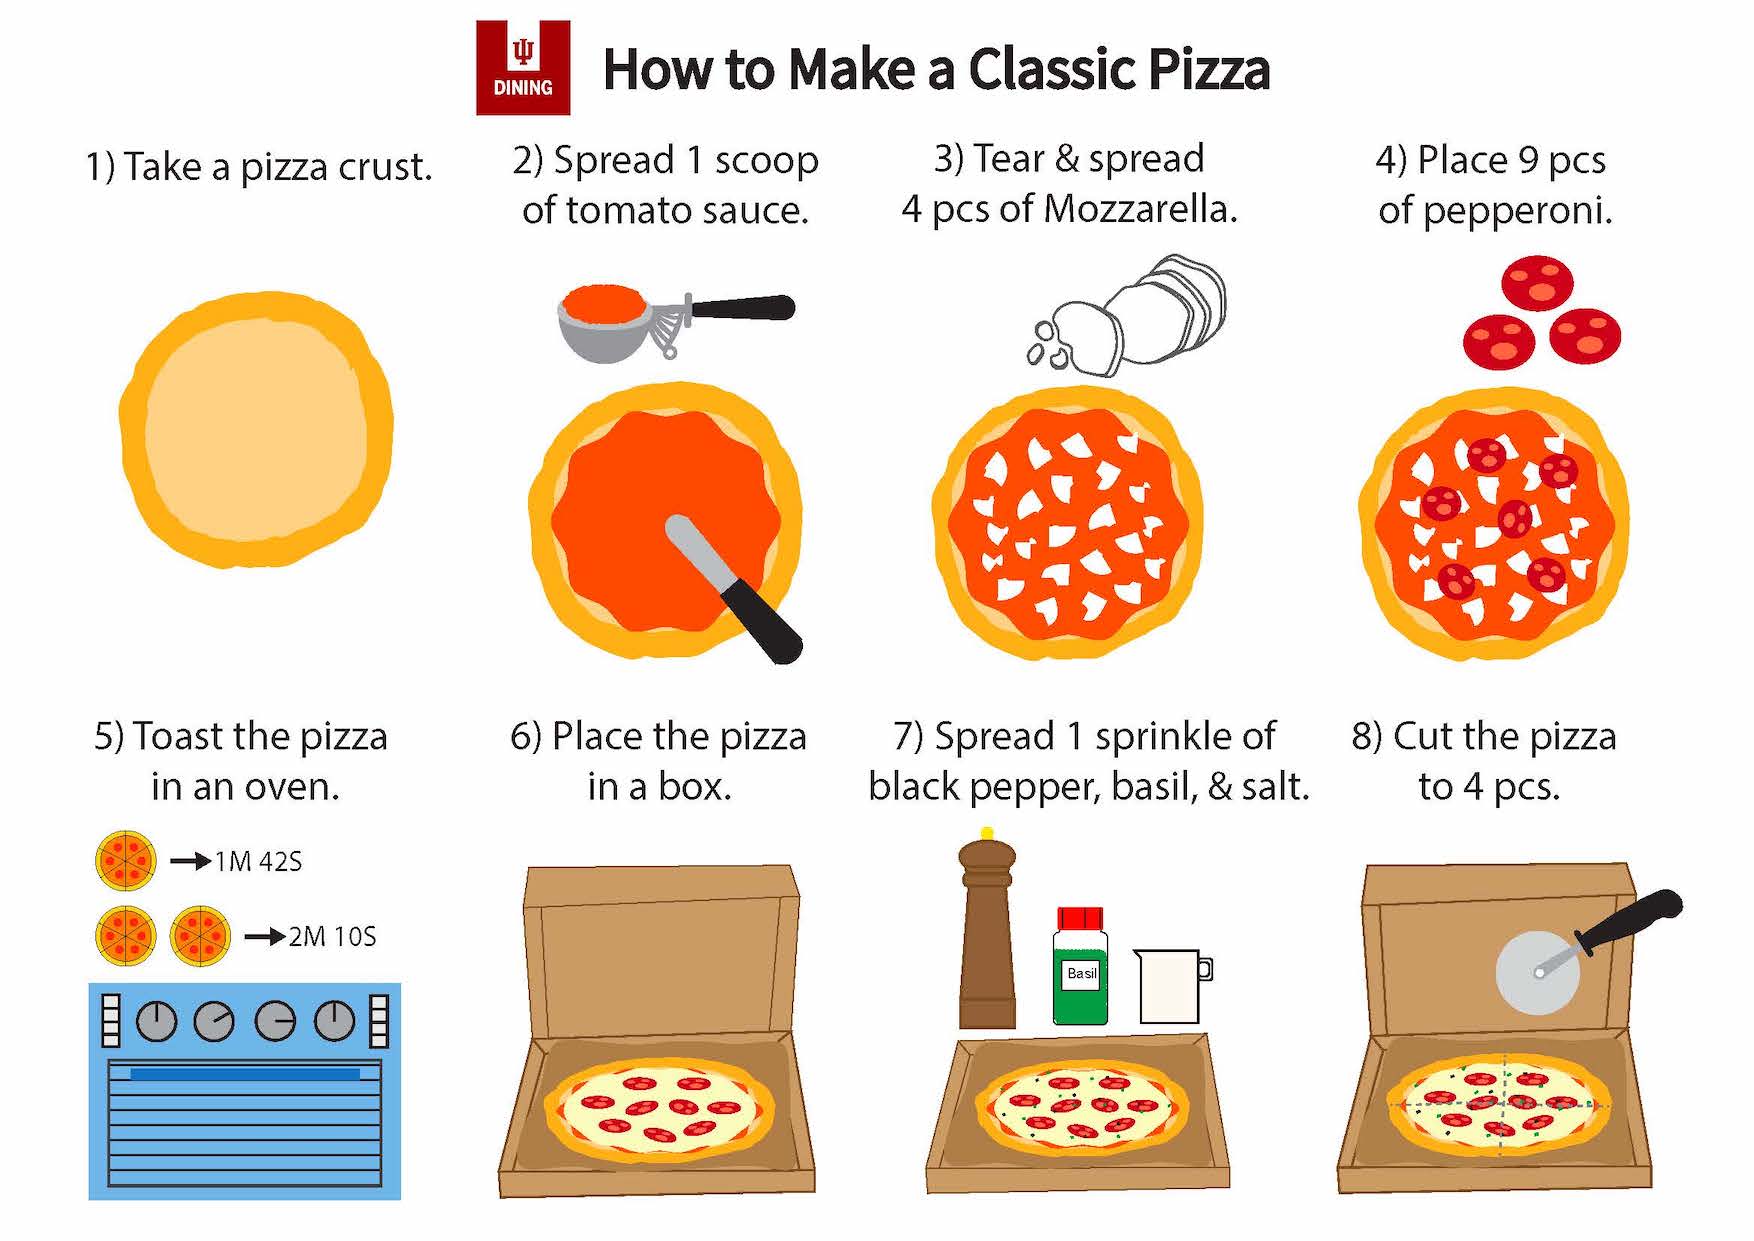 DINING
How to Make a Classic Pizza
1) Take a pizza crust.
2) Spread 1 scoop
of tomato sauce.
3) Tear & spread
4 pcs of Mozzarella.
4) Place 9 pcs
of pepperoni.
5) Toast the pizza
in an oven.
1M 42S
2M 10S
6) Place the pizza
in a box.
7) Spread 1 sprinkle of
black pepper, basil, & salt.
Basil
8) Cut the pizza
to 4 pcs.